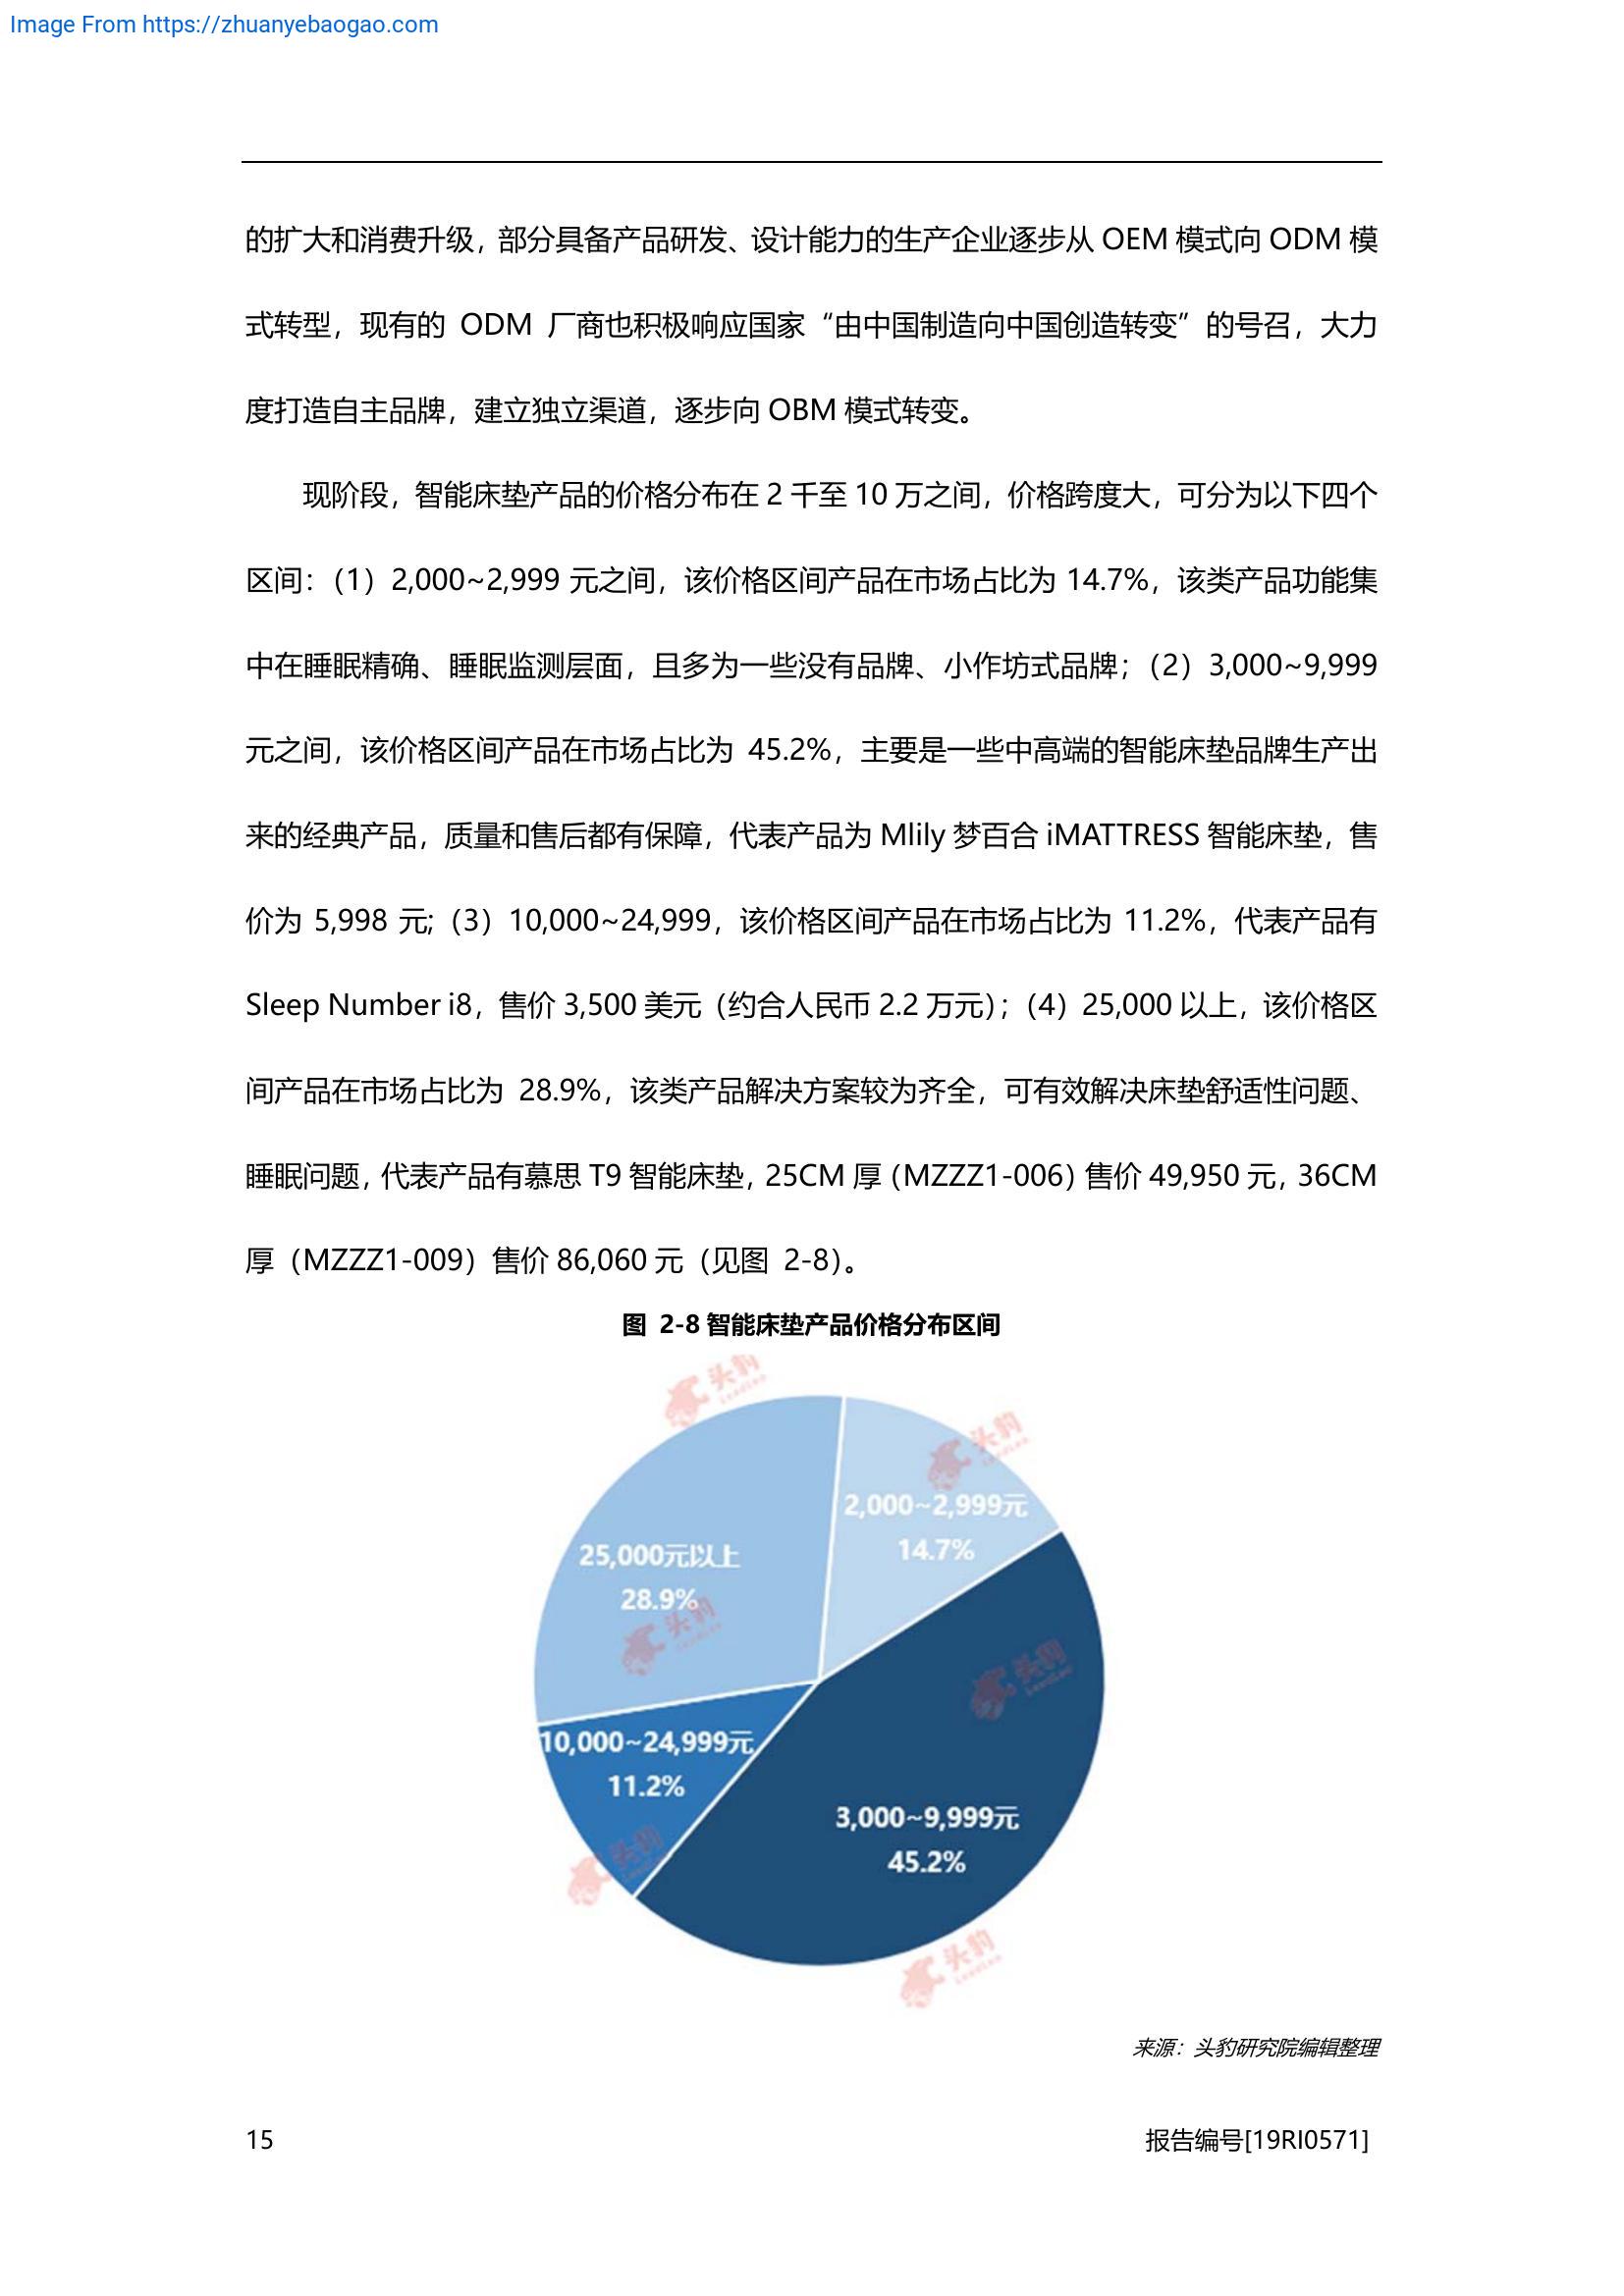 Image From https://zhuanyebaogao.com
的扩大和消费升级，部分具备产品研发、设计能力的生产企业逐步从 OEM 模式向 ODM 模
式转型，现有的 ODM 厂商也积极响应国家“由中国制造向中国创造转变”的号召，大力
度打造自主品牌，建立独立渠道，逐步向 OBM 模式转变。
现阶段，智能床垫产品的价格分布在 2 千至 10 万之间，价格跨度大，可分为以下四个
区间：（1）2,000~2,999 元之间，该价格区间产品在市场占比为 14.7%，该类产品功能集
中在睡眠精确、睡眠监测层面，且多为一些没有品牌、小作坊式品牌；（2）3,000~9,999
元之间，该价格区间产品在市场占比为 45.2%，主要是一些中高端的智能床垫品牌生产出
来的经典产品，质量和售后都有保障，代表产品为 Mlily 梦百合 iMATTRESS 智能床垫，售
价为 5,998 元;（3）10,000~24,999，该价格区间产品在市场占比为 11.2%，代表产品有
Sleep Number i8，售价 3,500 美元（约合人民币 2.2 万元）；（4）25,000 以上，该价格区
间产品在市场占比为 28.9%，该类产品解决方案较为齐全，可有效解决床垫舒适性问题、
睡眠问题，代表产品有慕思 T9 智能床垫，25CM 厚（MZZZ1-006）售价 49,950 元，36CM
厚（MZZZ1-009）售价 86,060 元（见图 2-8）。
图 2-8 智能床垫产品价格分布区间
头豹
LeadLeo
头豹
LeadLeo
2,000~2,999元
14.7%
25,000元以上
28.9%
头豹
LeadLeo
头豹
LeadLeo
10,000~24,999元
11.2%
3,000~9,999元
45.2%
头豹
头豹
LeadLeo
来源：头豹研究院编辑整理
15
报告编号[19RI0571]